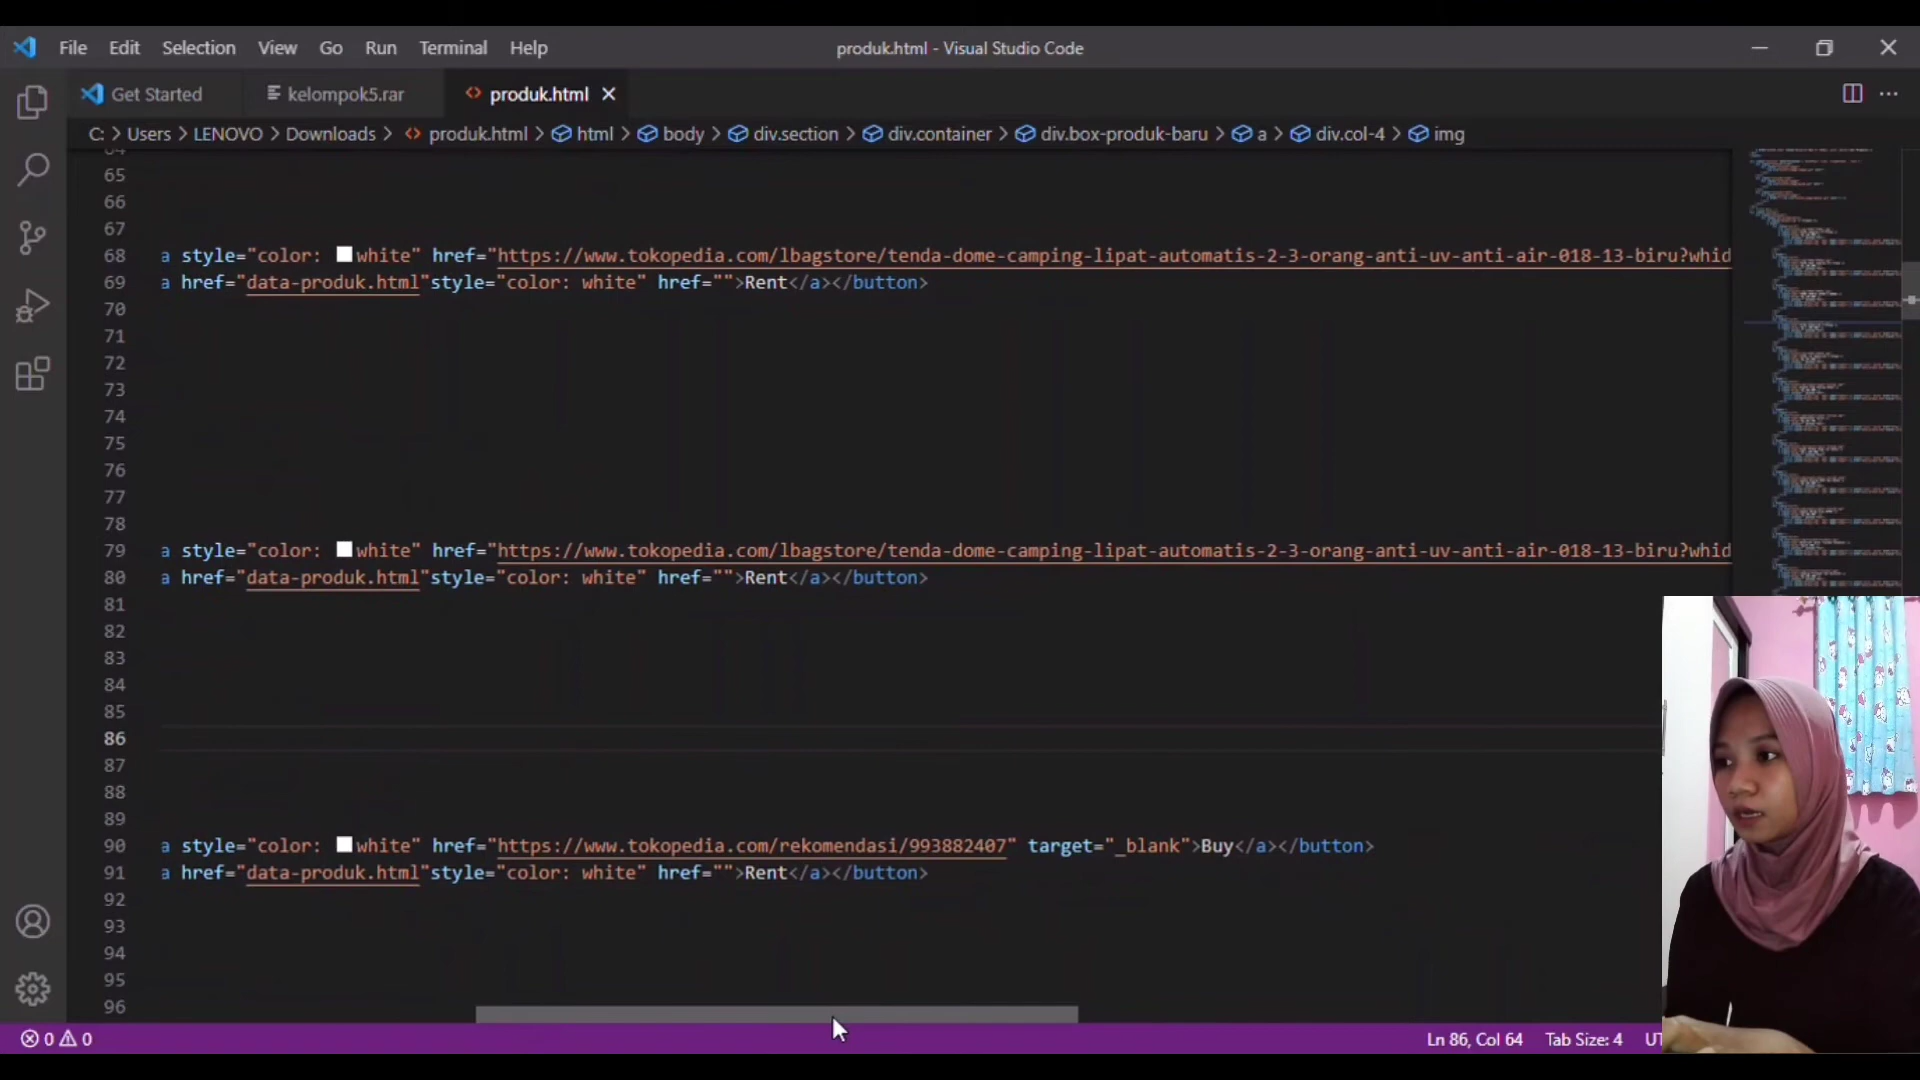 File Edit Selection View Go Run Terminal Help
produk.html - Visual Studio Code
Get Started
kelompok5.rar
produk.html
C: > Users > LENOVO > Downloads > produk.html > html > body > div.section > div.container > div.box-produk-baru > a > div.col-4 > img
64
65
66
67
68 a style="color: white" href="https://www.tokopedia.com/lbagstore/tenda-dome-camping-lipat-automatis-2-3-orang-anti-uv-anti-air-018-13-biru?whid
69 a href="data-produk.html"style="color: white" href="">Rent</a></button>
70
71
72
73
74
75
76
77
78
79 a style="color: white" href="https://www.tokopedia.com/lbagstore/tenda-dome-camping-lipat-automatis-2-3-orang-anti-uv-anti-air-018-13-biru?whid
80 a href="data-produk.html"style="color: white" href="">Rent</a></button>
81
82
83
84
85
86
87
88
89
90 a style="color: white" href="https://www.tokopedia.com/rekomendasi/993882407" target="_blank">Buy</a></button>
91 a href="data-produk.html"style="color: white" href="">Rent</a></button>
92
93
94
95
96
0 0
Ln 86, Col 64
Tab Size: 4
UT